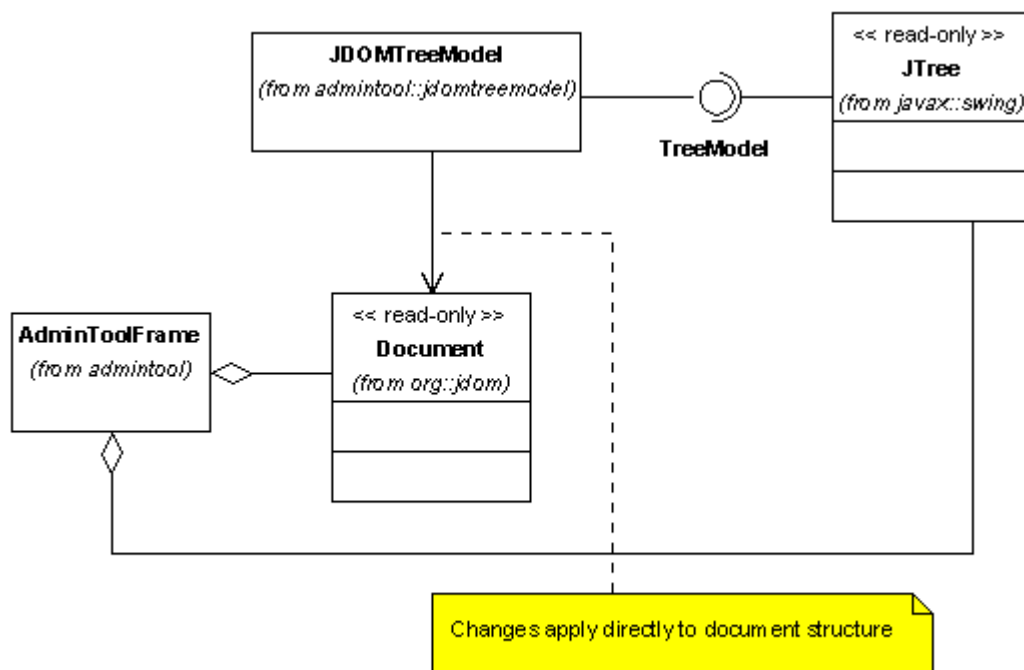 JDOMTreeModel
(from admintool::jdomtreemodel)
<< read-only >>
JTree
(from javax::swing)
TreeModel
AdminToolFrame
(from admintool)
<< read-only >>
Document
(from org::jdom)
Changes apply directly to document structure